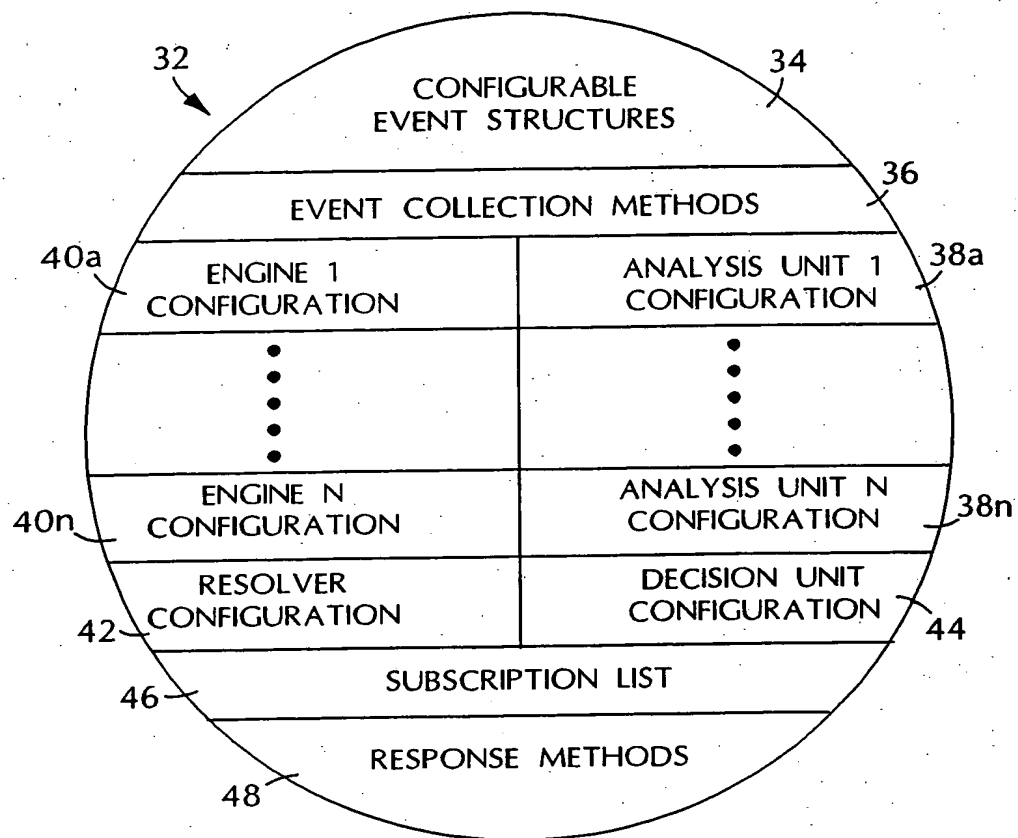 32
34
CONFIGURABLE
EVENT STRUCTURES
36
EVENT COLLECTION METHODS
40a
ENGINE 1
CONFIGURATION
ANALYSIS UNIT 1
CONFIGURATION
38a
40n
ENGINE N
CONFIGURATION
ANALYSIS UNIT N
CONFIGURATION
38n
42
RESOLVER
CONFIGURATION
DECISION UNIT
CONFIGURATION
44
46
SUBSCRIPTION LIST
48
RESPONSE METHODS